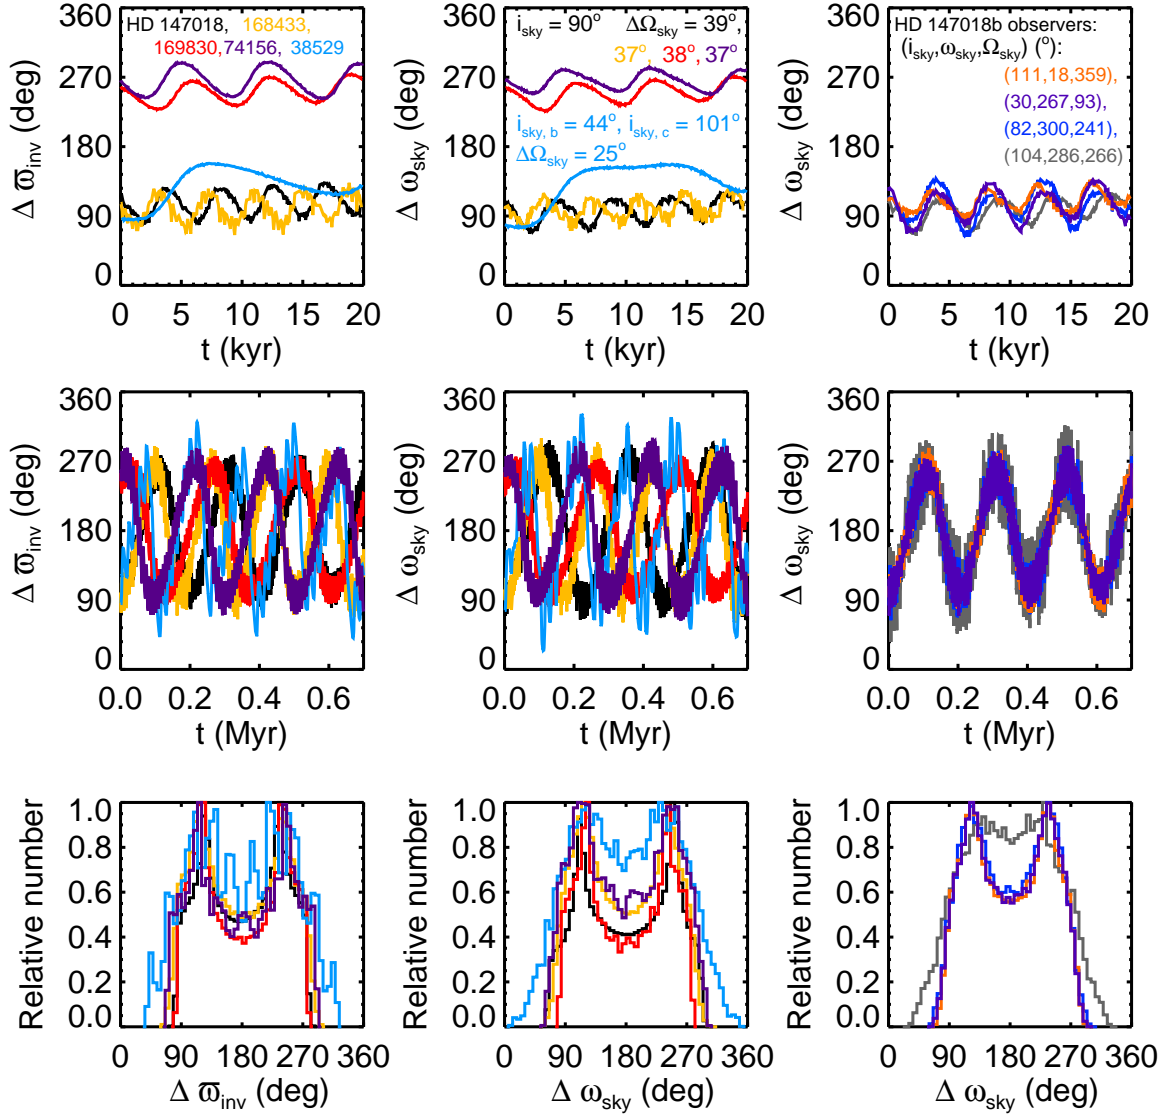 360
270
180
90
0
Δ ϖinv (deg)
HD 147018, 168433,
169830, 74156, 38529
0 5 10 15 20
t (kyr)
360
270
180
90
0
Δ ωsky (deg)
isky = 90° ΔΩsky = 39°,
37°, 38°, 37°
isky, b = 44°, isky, c = 101°
ΔΩsky = 25°
0 5 10 15 20
t (kyr)
360
270
180
90
0
Δ ωsky (deg)
HD 147018b observers:
(isky,ωsky,Ωsky) (°):
(111,18,359),
(30,267,93),
(82,300,241),
(104,286,266)
0 5 10 15 20
t (kyr)
360
270
180
90
0
Δ ϖinv (deg)
0.0 0.2 0.4 0.6
t (Myr)
360
270
180
90
0
Δ ωsky (deg)
0.0 0.2 0.4 0.6
t (Myr)
360
270
180
90
0
Δ ωsky (deg)
0.0 0.2 0.4 0.6
t (Myr)
1.0
0.8
0.6
0.4
0.2
0.0
Relative number
0 90 180 270 360
Δ ϖinv (deg)
1.0
0.8
0.6
0.4
0.2
0.0
Relative number
0 90 180 270 360
Δ ωsky (deg)
1.0
0.8
0.6
0.4
0.2
0.0
Relative number
0 90 180 270 360
Δ ωsky (deg)